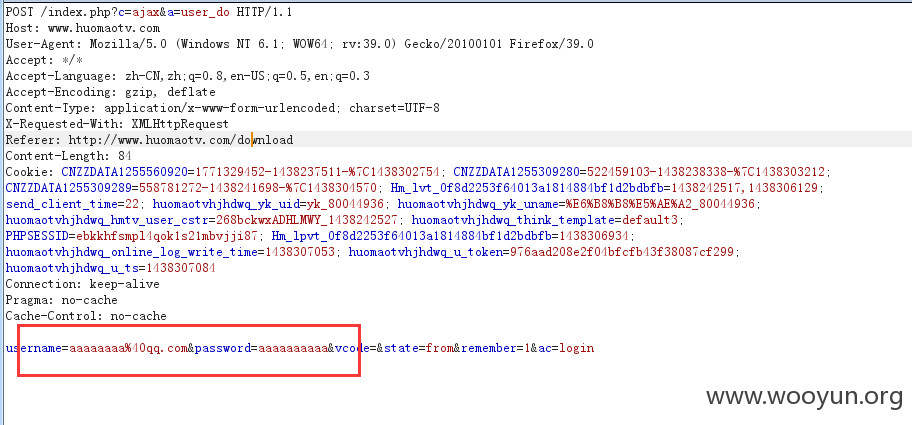 POST /index.php?c=ajax&a=user_do HTTP/1.1
Host: www.huomaotv.com
User-Agent: Mozilla/5.0 (Windows NT 6.1; WOW64; rv:39.0) Gecko/20100101 Firefox/39.0
Accept: */*
Accept-Language: zh-CN,zh;q=0.8,en-US;q=0.5,en;q=0.3
Accept-Encoding: gzip, deflate
Content-Type: application/x-www-form-urlencoded; charset=UTF-8
X-Requested-With: XMLHttpRequest
Referer: http://www.huomaotv.com/download
Content-Length: 84
Cookie: CNZZDATA1255560920=1771329452-1438237511-%7C1438302754; CNZZDATA1255309280=522459103-1438238338-%7C1438303212;
CNZZDATA1255309289=558781272-1438241698-%7C1438304570; Hm_lvt_0f8d2253f64013a1814884bf1d2bdbfb=1438242517,1438306129;
send_client_time=22; huomaotvhjhdwq_yk_uid=yk_80044936; huomaotvhjhdwq_yk_uname=%E6%B8%B8%E5%AE%A2_80044936;
huomaotvhjhdwq_hmtv_user_cstr=268bckwxADHLMWY_1438242527; huomaotvhjhdwq_think_template=default3;
PHPSESSID=ebkkhfsmpl4qok1s21mbvjji87; Hm_lpvt_0f8d2253f64013a1814884bf1d2bdbfb=1438306934;
huomaotvhjhdwq_online_log_write_time=1438307053; huomaotvhjhdwq_u_token=976aad208e2f04bfcfb43f38087cf299;
huomaotvhjhdwq_u_ts=1438307084
Connection: keep-alive
Pragma: no-cache
Cache-Control: no-cache
username=aaaaaaaa%40qq.com&password=aaaaaaaaaa&vcode=&state=from&remember=1&ac=login
www.wooyun.org